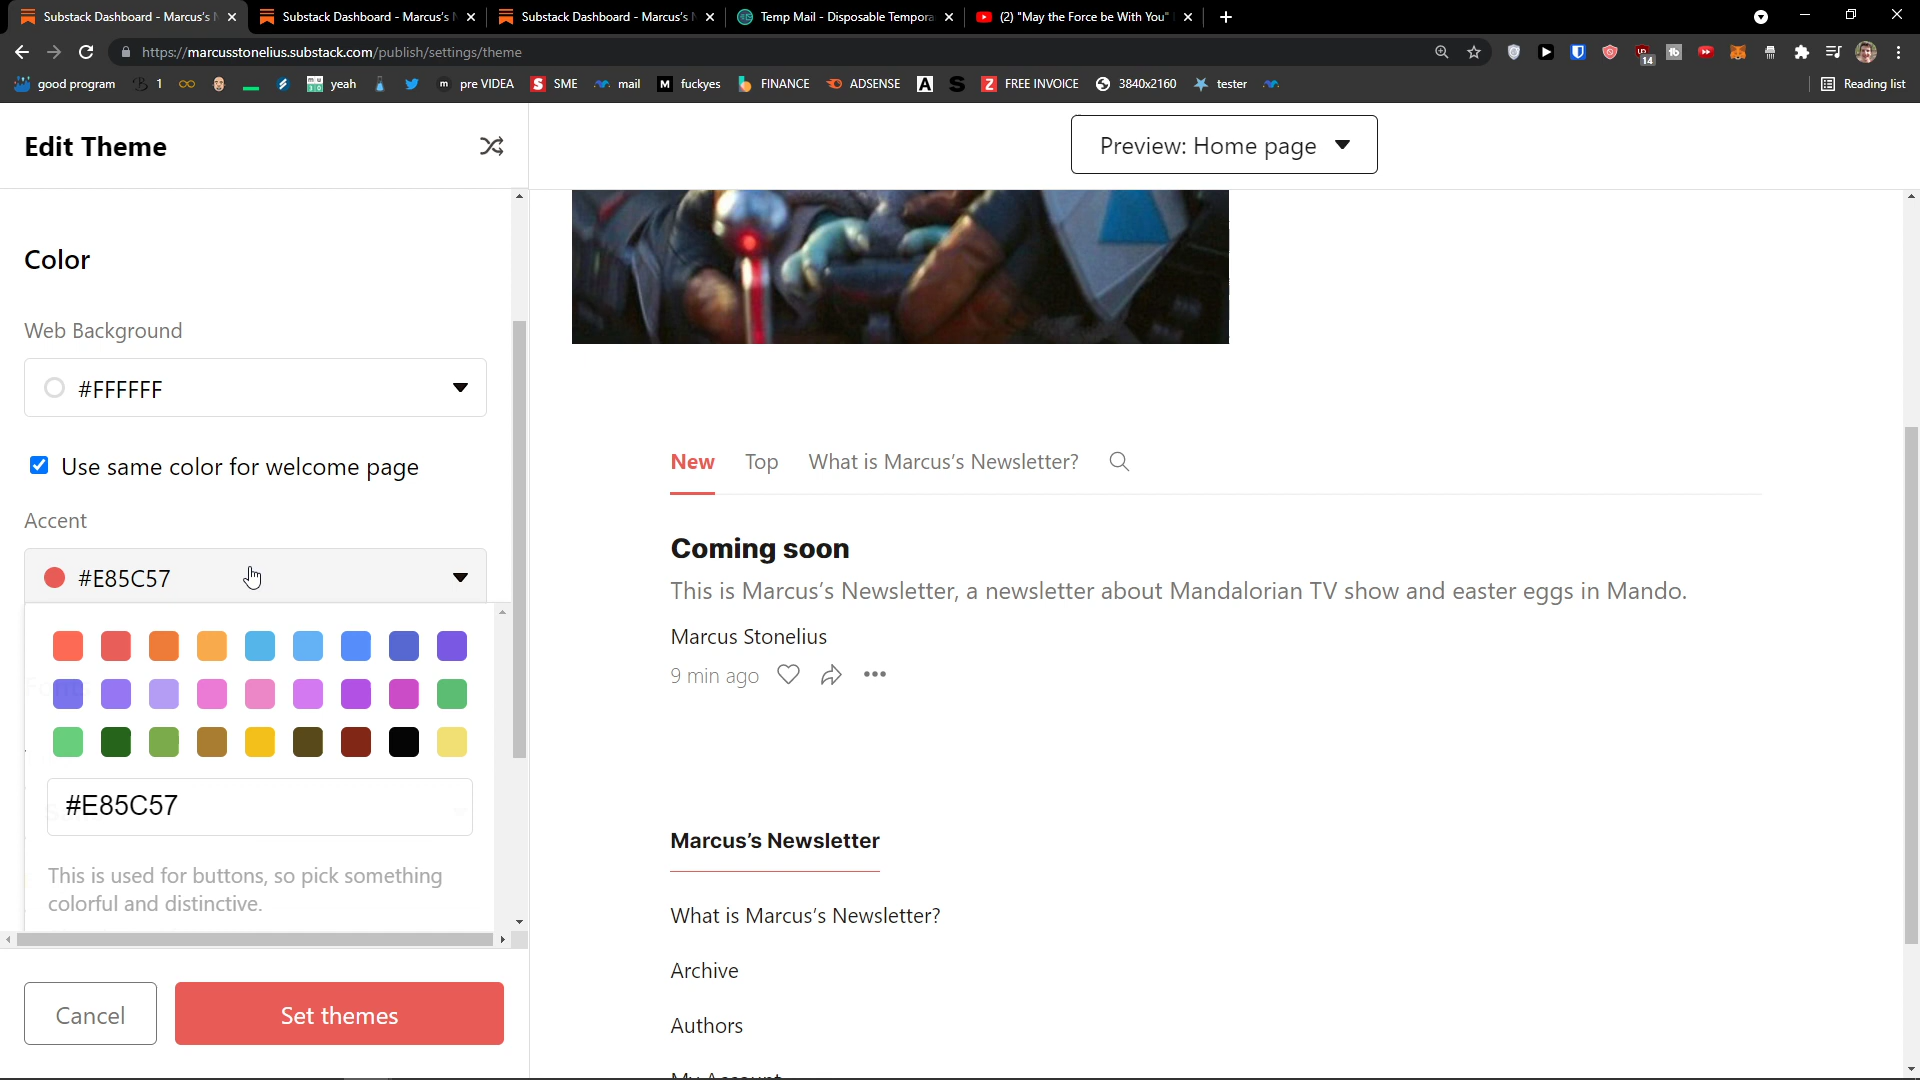 Substack Dashboard - Marcus's N
Substack Dashboard - Marcus's N
Substack Dashboard - Marcus's N
Temp Mail - Disposable Tempora
(2) "May the Force be With You"
https://marcusstonelius.substack.com/publish/settings/theme
14
good program
1
yeah
pre VIDEA
SME
mail
fuckyes
FINANCE
ADSENSE
FREE INVOICE
3840x2160
tester
Reading list
Edit Theme
Preview: Home page
Color
Web Background
#FFFFFF
Use same color for welcome page
Accent
#E85C57
#E85C57
This is used for buttons, so pick something
colorful and distinctive.
Cancel
Set themes
New
Top
What is Marcus's Newsletter?
Coming soon
This is Marcus's Newsletter, a newsletter about Mandalorian TV show and easter eggs in Mando.
Marcus Stonelius
9 min ago
Marcus's Newsletter
What is Marcus's Newsletter?
Archive
Authors
My Account